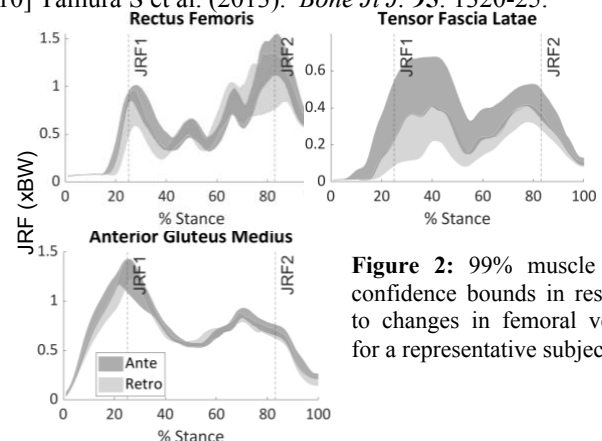 10] Tamura S et al. (2013). Bone Jt J. 95: 1320-25.
Rectus Femoris
Tensor Fascia Latae
JRF1
JRF2
1.5
1
0.5
0
0 20 40 60 80
% Stance
JRF1
JRF2
0.6
0.4
0.2
0
0 20 40 60 80 100
% Stance
JRF (xBW)
Anterior Gluteus Medius
JRF1
JRF2
1.5
1
0.5
0
Ante
Retro
0 20 40 60 80 100
% Stance
Figure 2: 99% muscle
confidence bounds in res
to changes in femoral ve
for a representative subjec